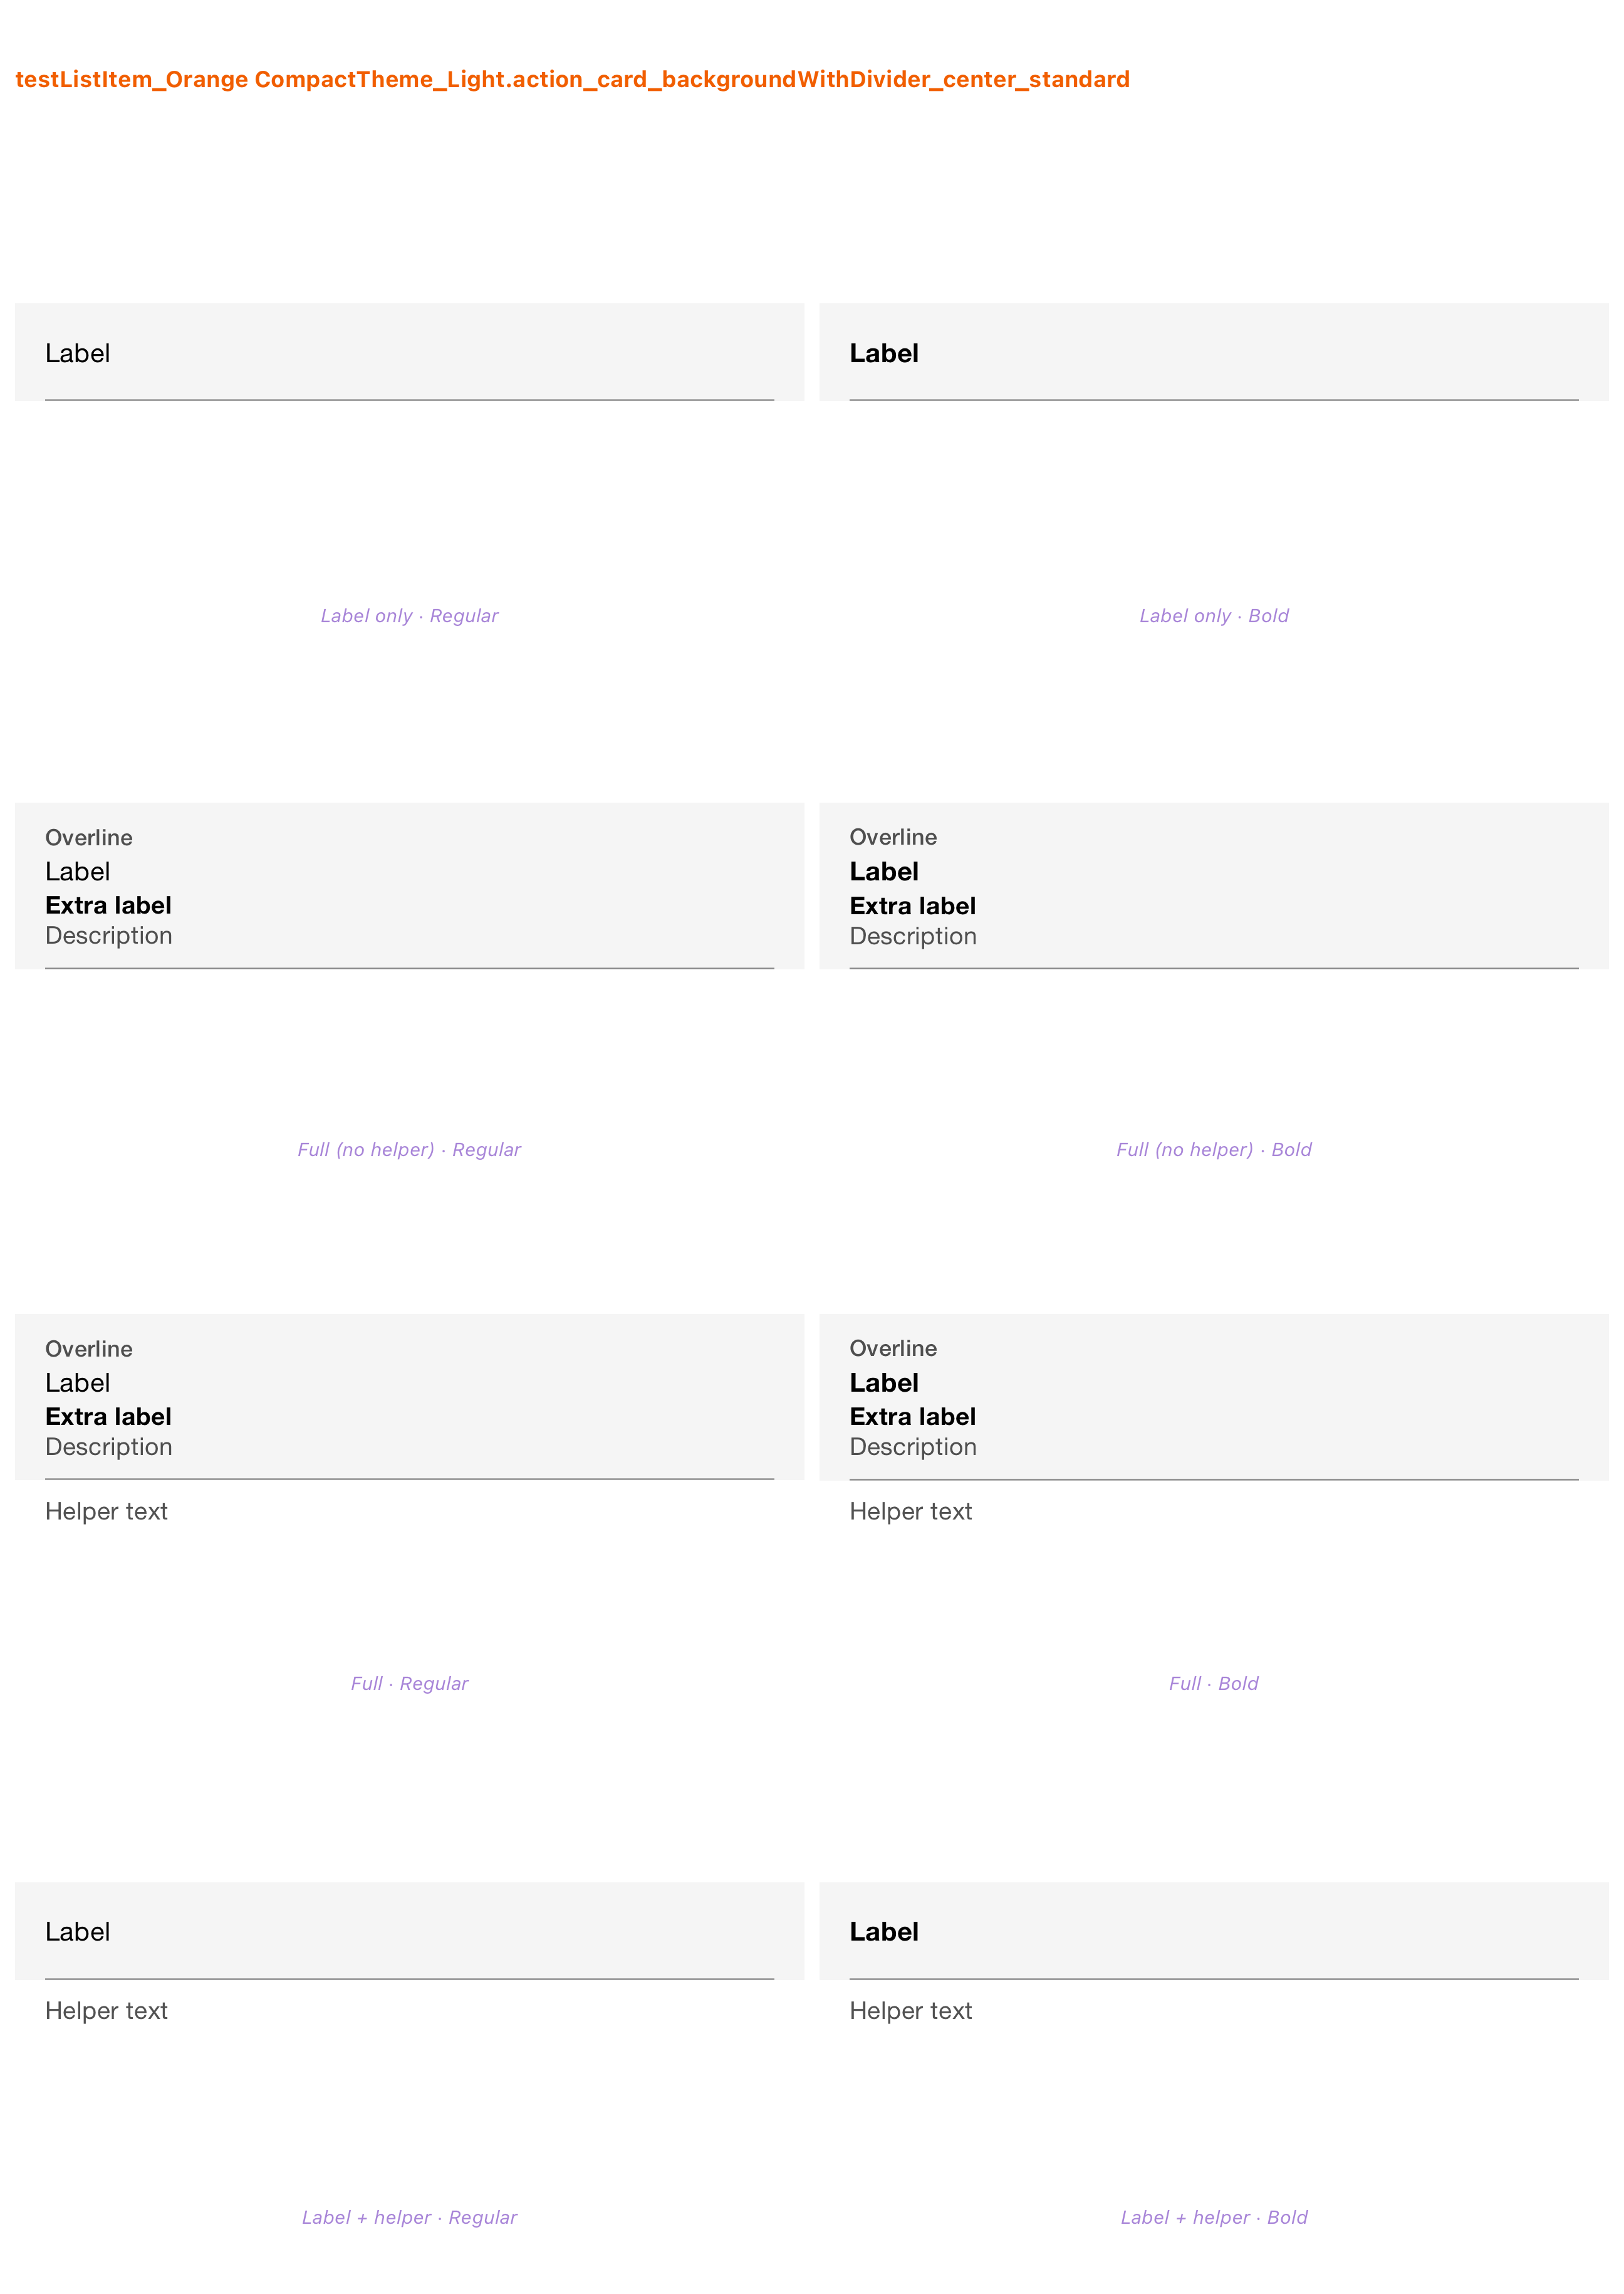 testListItem_Orange CompactTheme_Light.action_card_backgroundWithDivider_center_standard
Label
Label
Label only · Regular
Label only · Bold
Overline
Label
Extra label
Description
Overline
Label
Extra label
Description
Full (no helper) · Regular
Full (no helper) · Bold
Overline
Label
Extra label
Description
Helper text
Overline
Label
Extra label
Description
Helper text
Full · Regular
Full · Bold
Label
Helper text
Label
Helper text
Label + helper · Regular
Label + helper · Bold